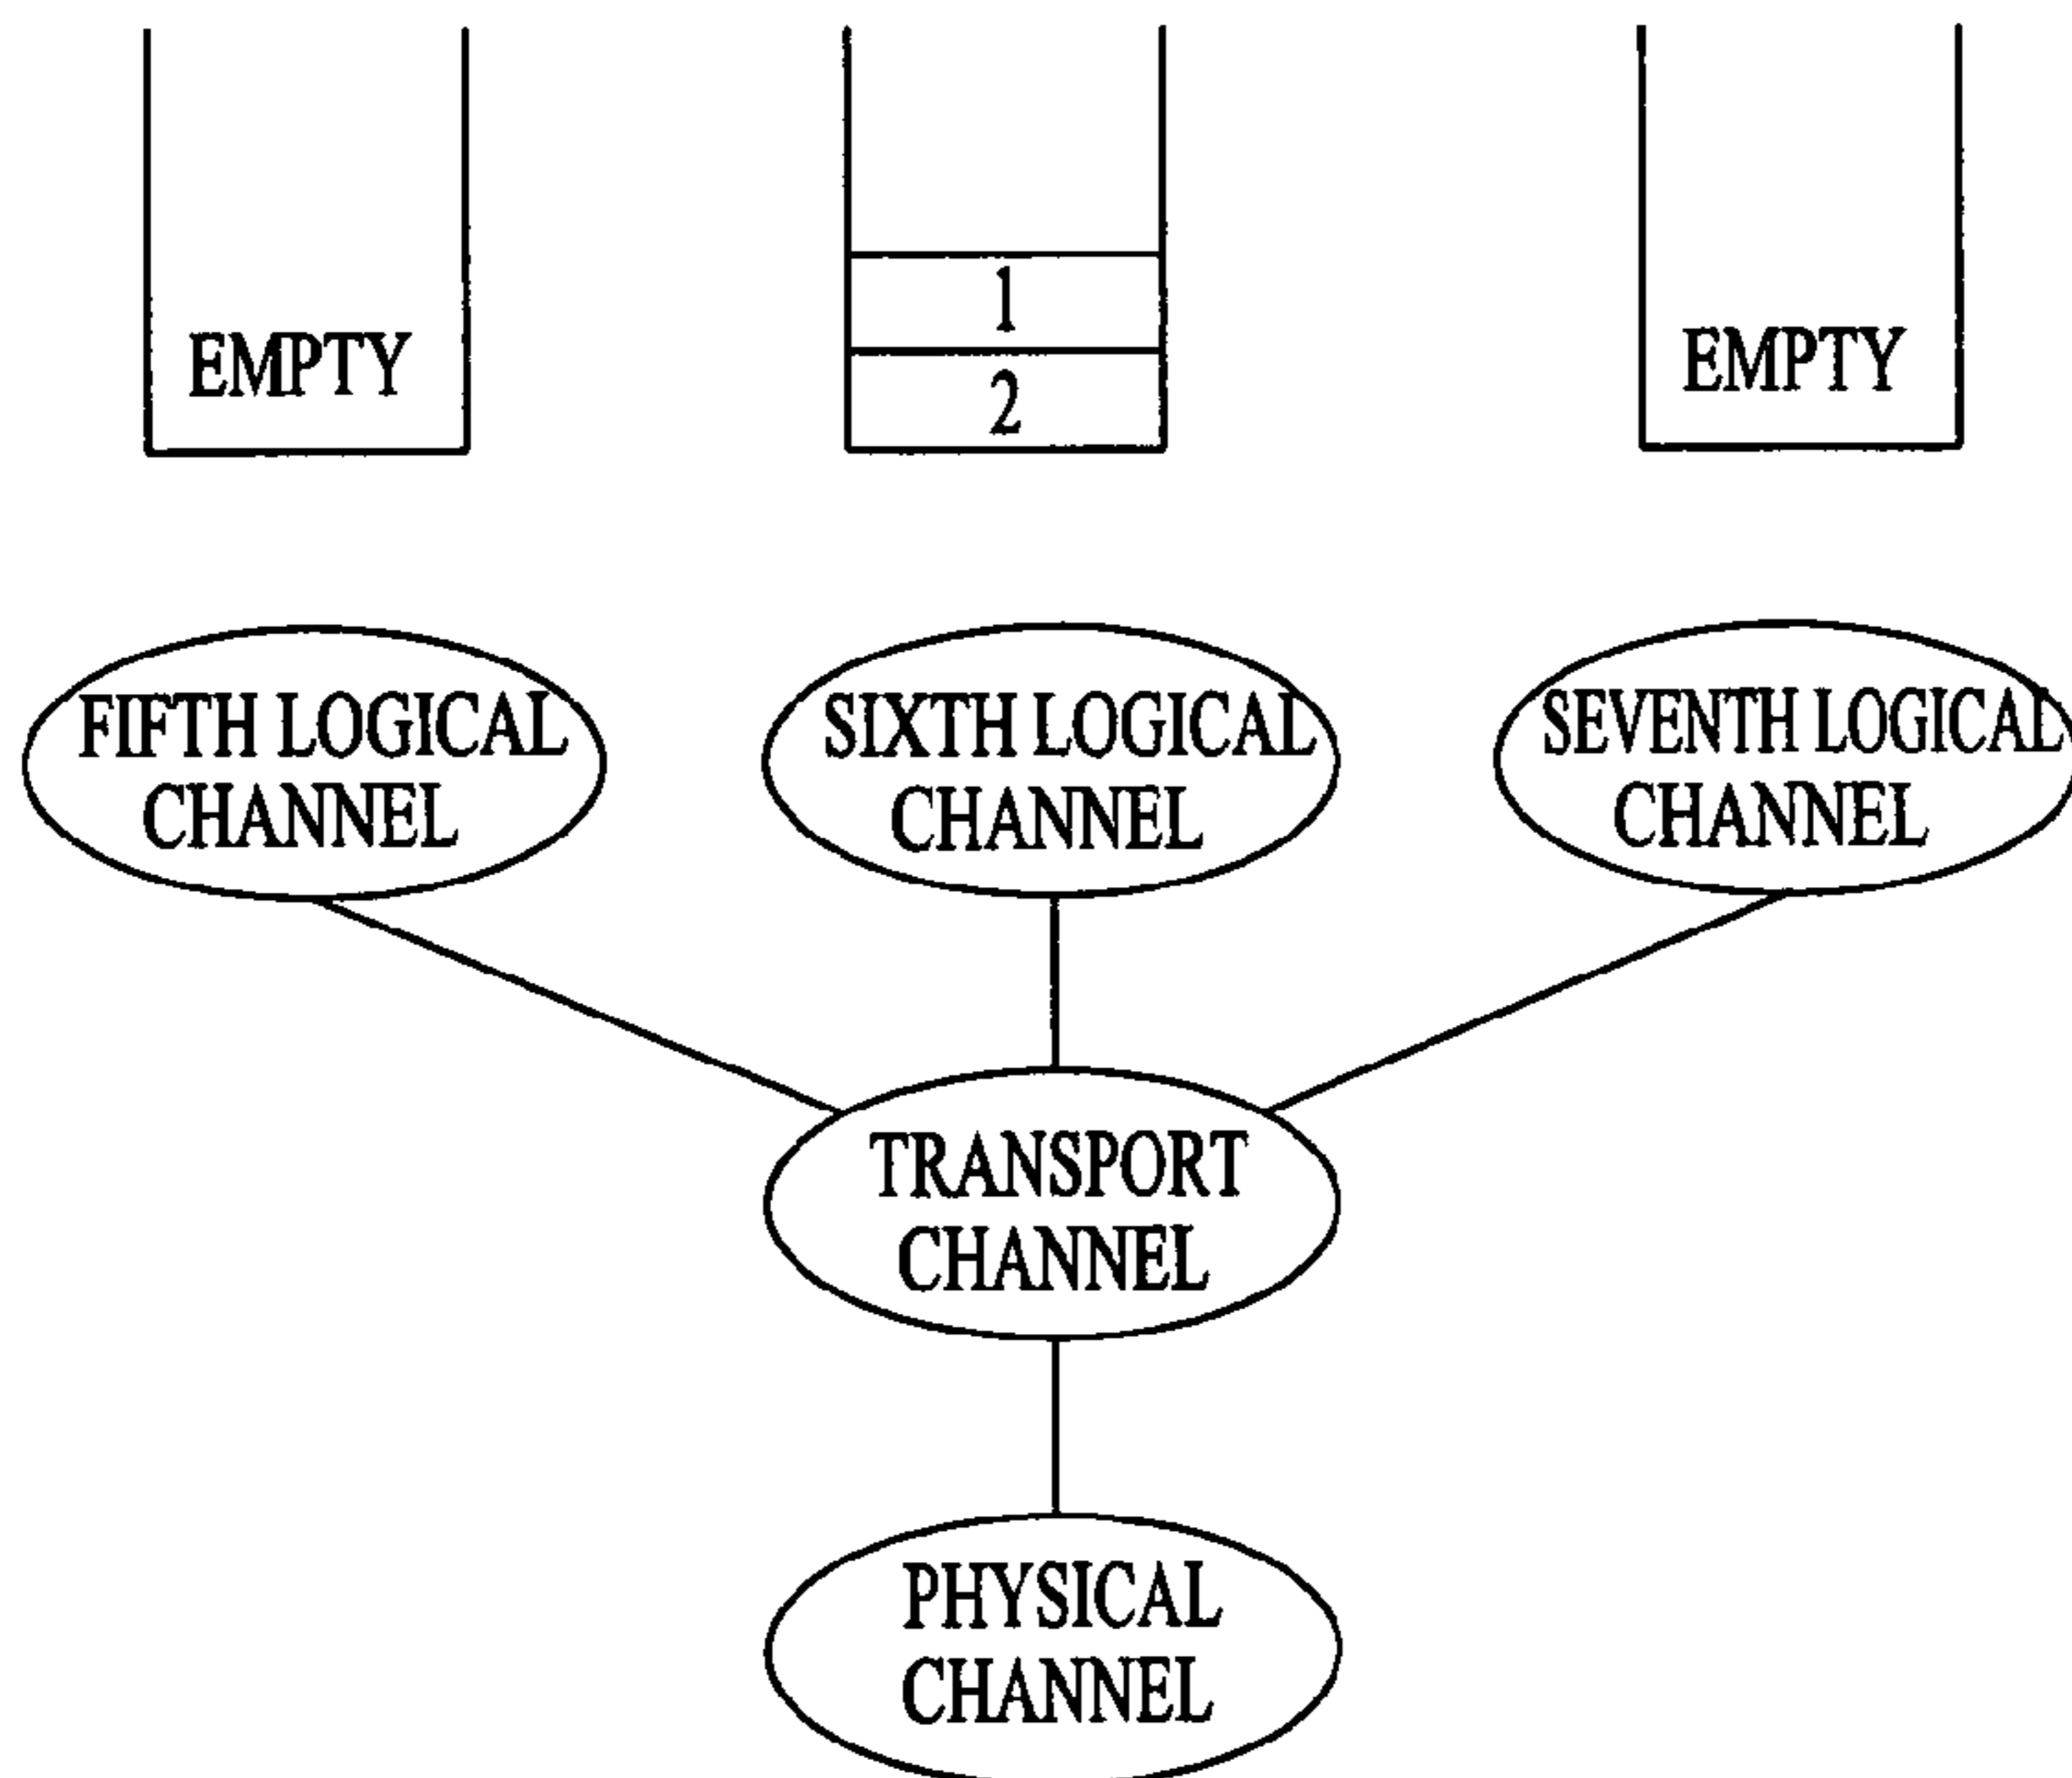 EMPTY
1
2
EMPTY
FIFTH LOGICAL
CHANNEL
SIXTH LOGICAL
CHANNEL
SEVENTH LOGICAL
CHANNEL
TRANSPORT
CHANNEL
PHYSICAL
CHANNEL